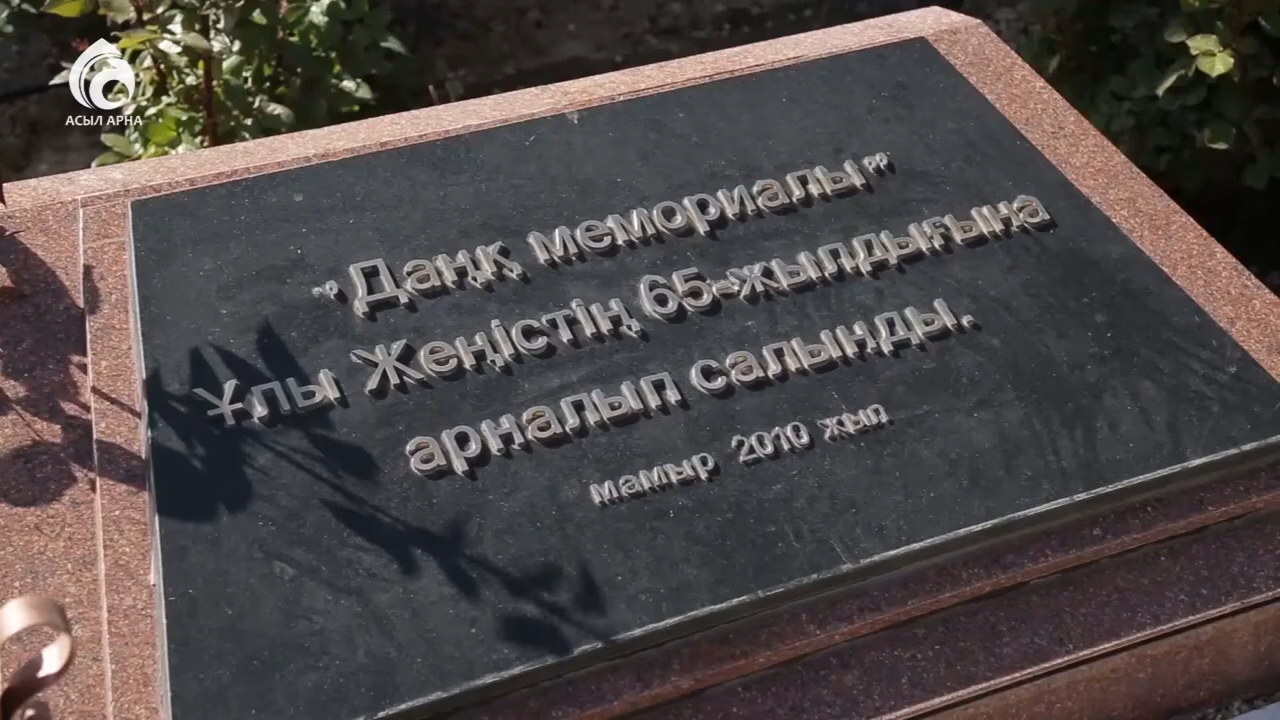 АСЫЛ АРНА
"Даңқ мемориалы"
Ұлы Жеңістің 65-жылдығына
арналып салынды.
мамыр 2010 жыл